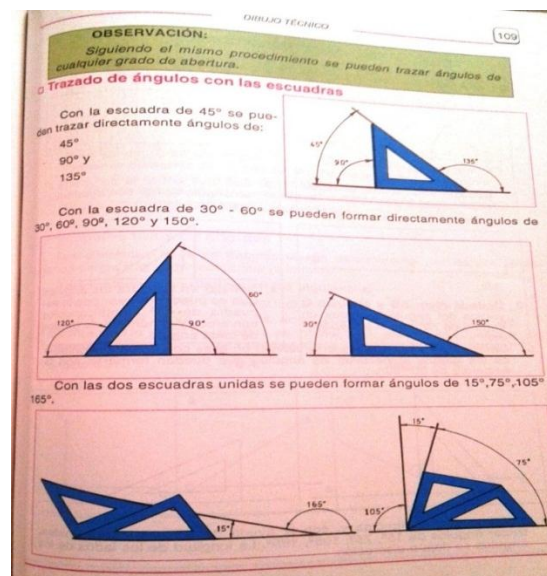 DIBUJO TÉCNICO
109
OBSERVACIÓN:
Siguiendo el mismo procedimiento se pueden trazar ángulos de
cualquier grado de abertura.
Trazado de ángulos con las escuadras
Con la escuadra de 45° se pue-
den trazar directamente ángulos de:
45°
90° y
135°
45°
90°
135°
Con la escuadra de 30° - 60° se pueden formar directamente ángulos de
30°, 60°, 90°, 120° y 150°.
120°
90°
60°
30°
150°
Con las dos escuadras unidas se pueden formar ángulos de 15°,75°,105°
165°.
15°
165°
105°
15°
75°